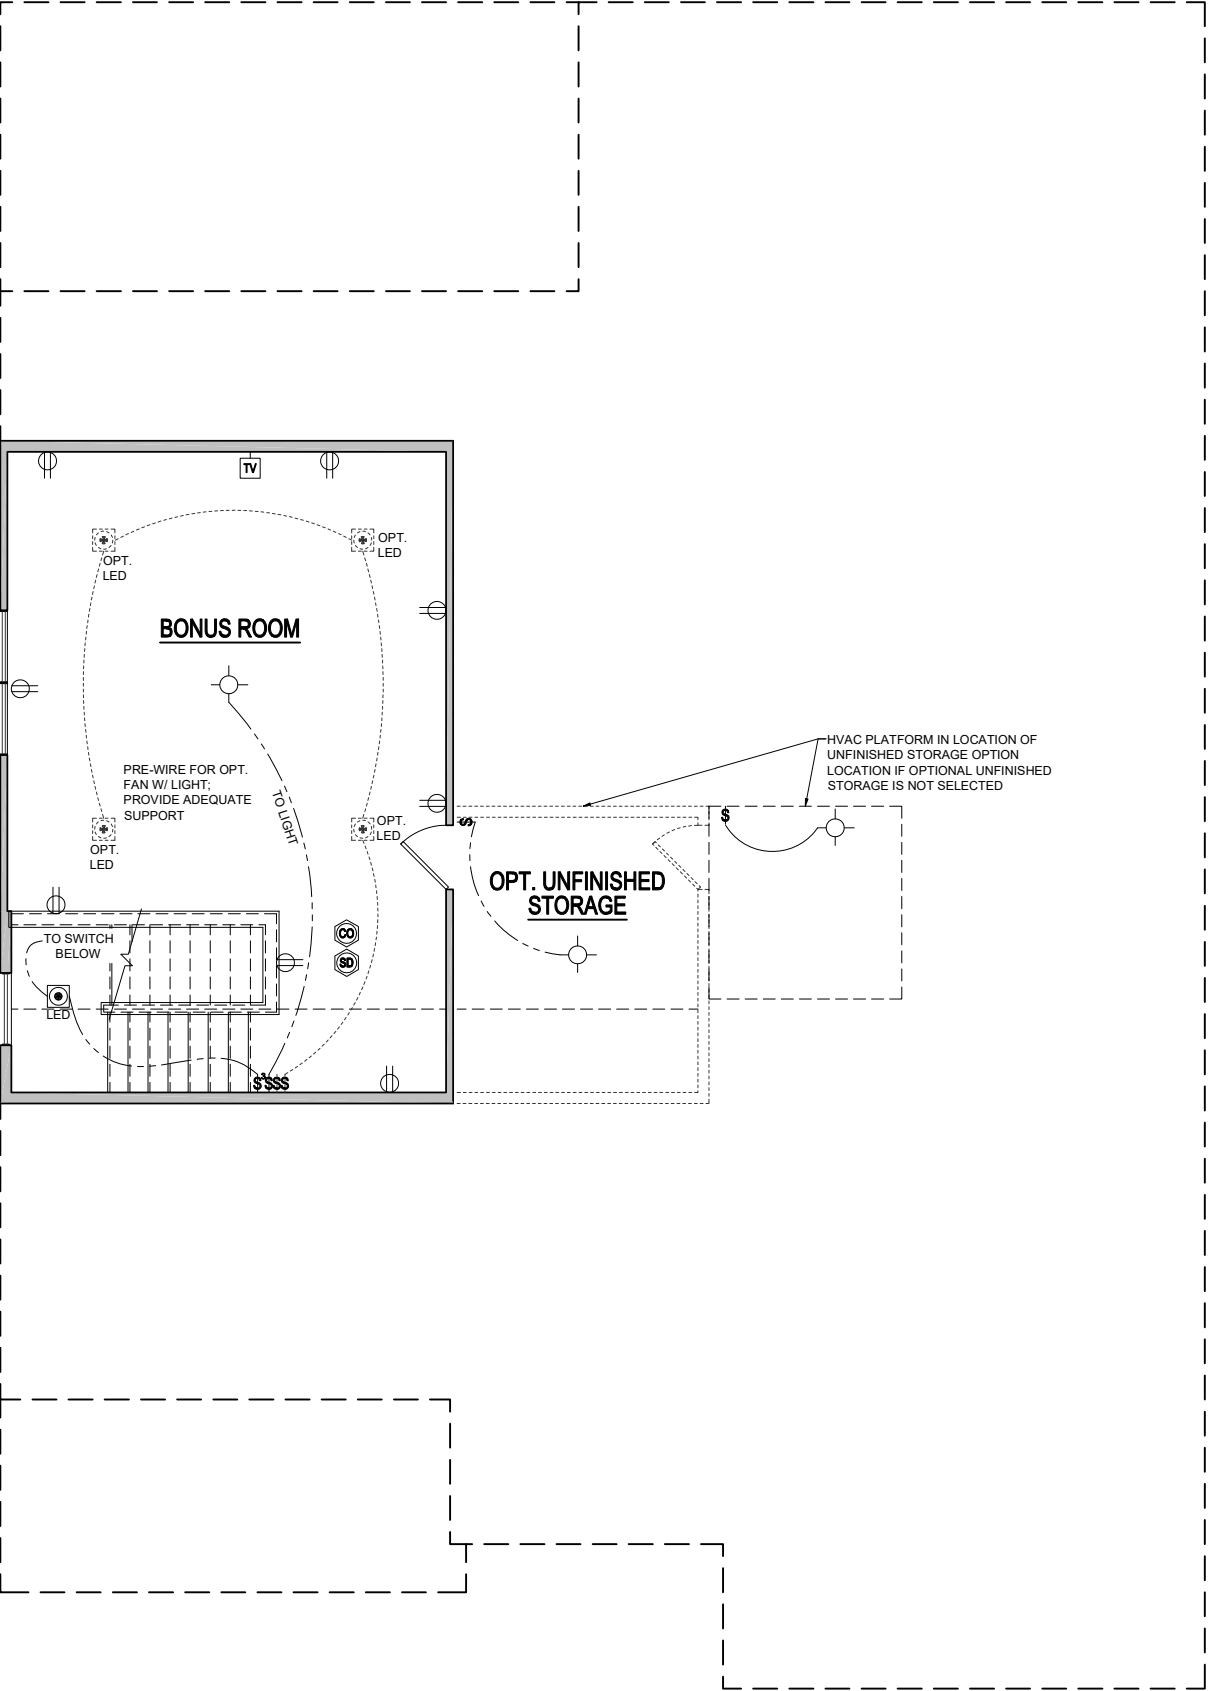 TV
OPT.
LED
OPT.
LED
BONUS ROOM
HVAC PLATFORM IN LOCATION OF
UNFINISHED STORAGE OPTION
LOCATION IF OPTIONAL UNFINISHED
STORAGE IS NOT SELECTED
PRE-WIRE FOR OPT.
FAN W/ LIGHT;
PROVIDE ADEQUATE
SUPPORT
TO LIGHT
OPT.
LED
OPT.
LED
$
$
OPT. UNFINISHED
STORAGE
TO SWITCH
BELOW
CO
SD
LED
$3$$$